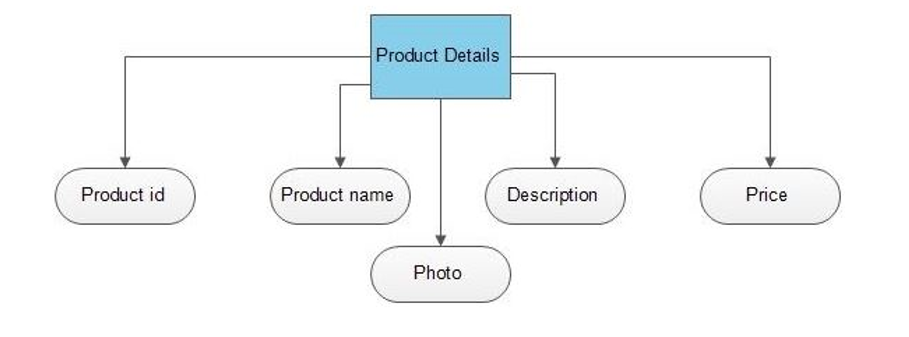 Product Details
Product id
Product name
Description
Price
Photo